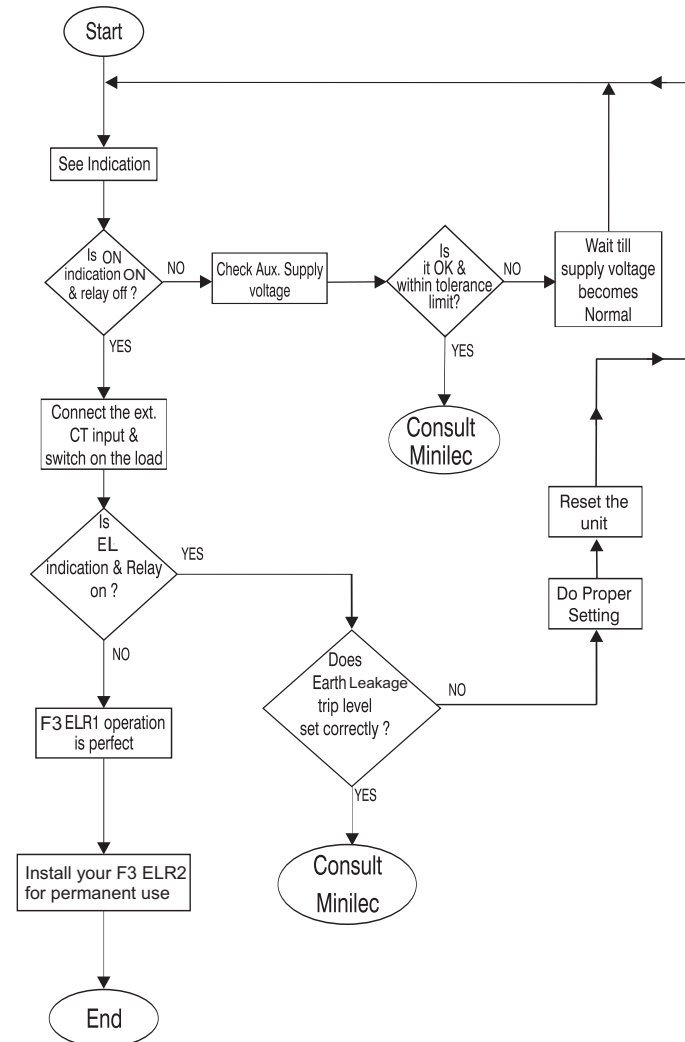 Start
See Indication
Is ON
indication ON
& relay off ?
NO
Check Aux. Supply
voltage
Is
it OK &
within tolerance
limit?
NO
Wait till
supply voltage
becomes
Normal
YES
YES
Connect the ext.
CT input &
switch on the load
Consult
Minilec
Is
EL
indication & Relay
on ?
YES
Reset the
unit
Do Proper
Setting
NO
Does
Earth Leakage
trip level
set correctly ?
NO
F3 ELR1 operation
is perfect
YES
Install your F3 ELR2
for permanent use
Consult
Minilec
End